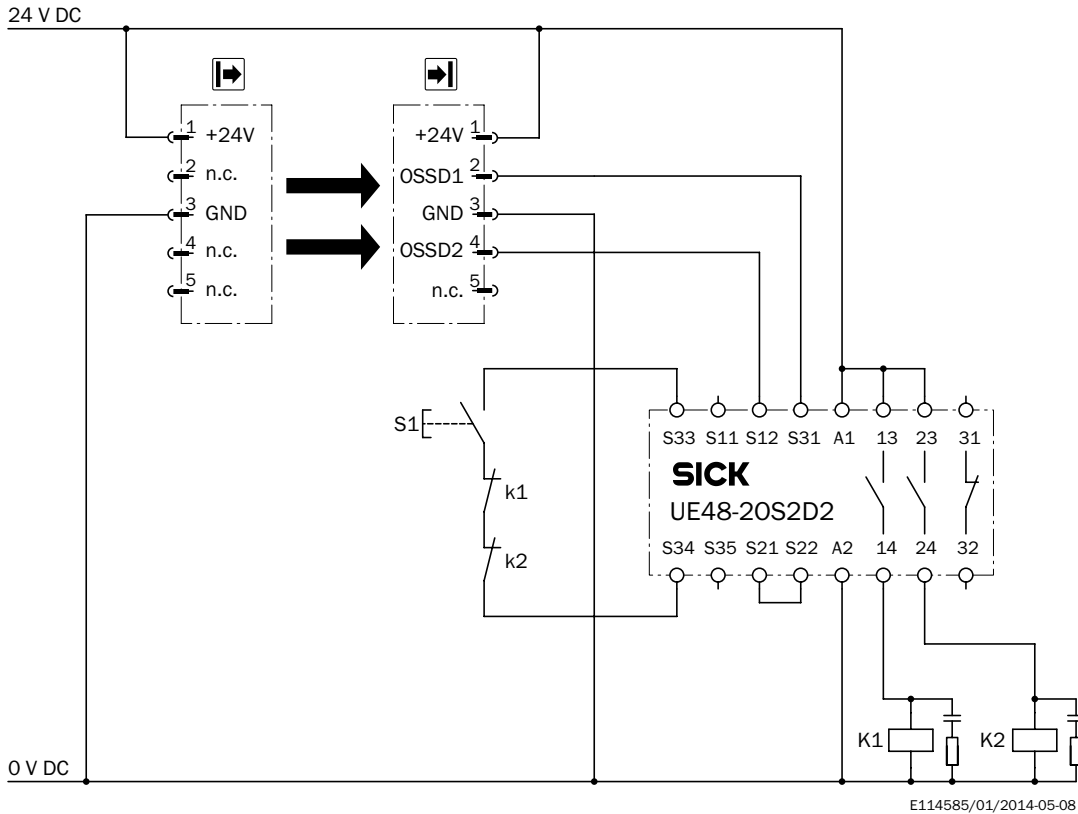 24 V DC
1 +24V
2 n.c.
3 GND
4 n.c.
5 n.c.
+24V 1
OSSD1 2
GND 3
OSSD2 4
n.c. 5
S1
k1
k2
S33 S11 S12 S31 A1 13 23 31
SICK
UE48-2OS2D2
S34 S35 S21 S22 A2 14 24 32
K1
K2
0 V DC
E114585/01/2014-05-08